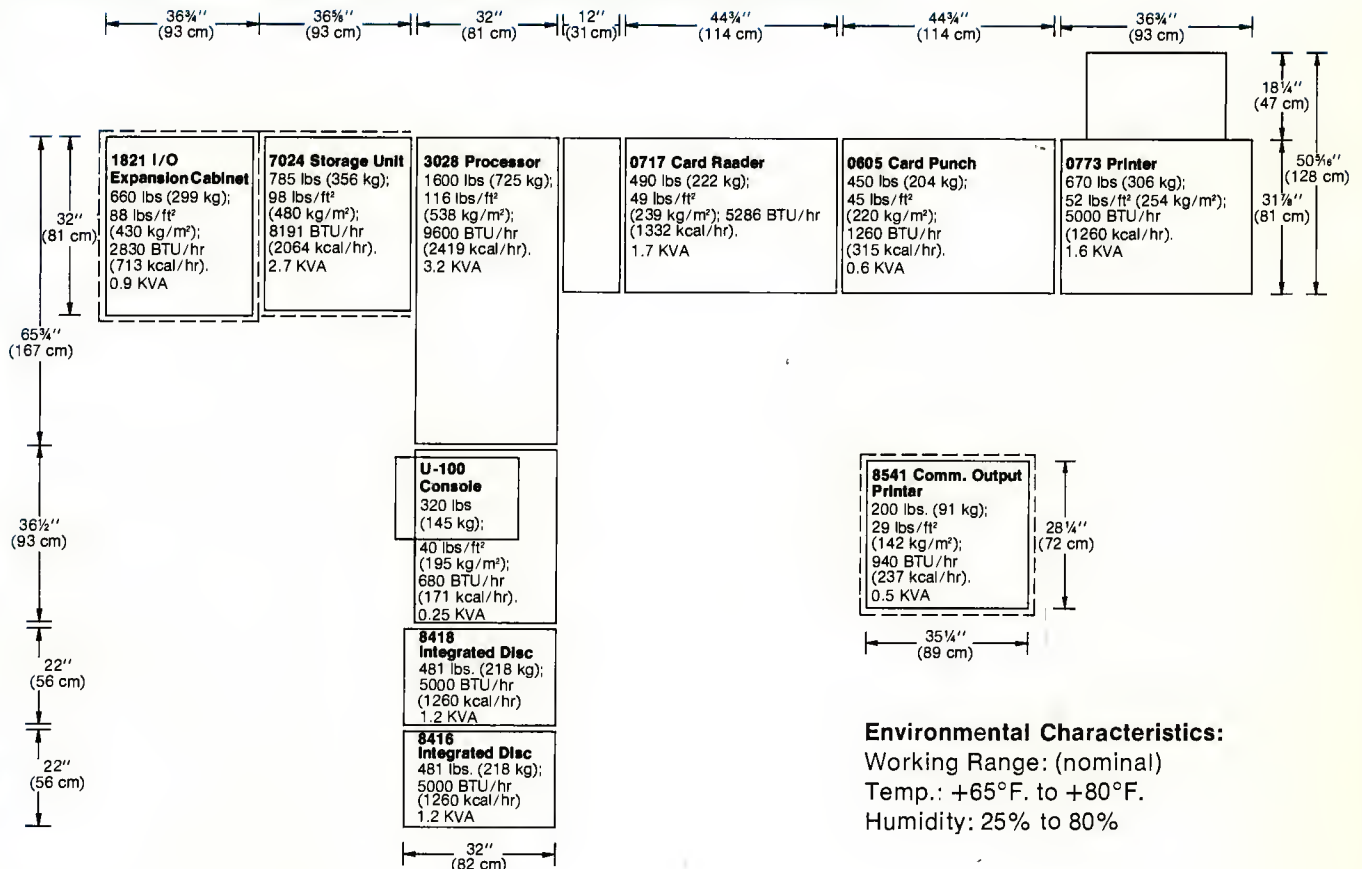 36¾″
(93 cm)
36⅝″
(93 cm)
32″
(81 cm)
12″
(31 cm)
44¾″
(114 cm)
44¾″
(114 cm)
36¾″
(93 cm)
18¼″
(47 cm)
50⁵⁄₁₆″
(128 cm)
31⅞″
(81 cm)
32″
(81 cm)
65¾″
(167 cm)
1821 I/O
Expansion Cabinet
660 lbs (299 kg);
88 lbs/ft²
(430 kg/m²);
2830 BTU/hr
(713 kcal/hr).
0.9 KVA
7024 Storage Unit
785 lbs (356 kg);
98 lbs/ft²
(480 kg/m²);
8191 BTU/hr
(2064 kcal/hr).
2.7 KVA
3028 Processor
1600 lbs (725 kg);
116 lbs/ft²
(538 kg/m²);
9600 BTU/hr
(2419 kcal/hr).
3.2 KVA
0717 Card Raader
490 lbs (222 kg);
49 lbs/ft²
(239 kg/m²); 5286 BTU/hr
(1332 kcal/hr).
1.7 KVA
0605 Card Punch
450 lbs (204 kg);
45 lbs/ft²
(220 kg/m²);
1260 BTU/hr
(315 kcal/hr).
0.6 KVA
0773 Printer
670 lbs (306 kg);
52 lbs/ft² (254 kg/m²);
5000 BTU/hr
(1260 kcal/hr).
1.6 KVA
36½″
(93 cm)
U-100
Console
320 lbs
(145 kg);
40 lbs/ft²
(195 kg/m²);
680 BTU/hr
(171 kcal/hr).
0.25 KVA
8541 Comm. Output
Printar
200 lbs. (91 kg);
29 lbs/ft²
(142 kg/m²);
940 BTU/hr
(237 kcal/hr).
0.5 KVA
28¼″
(72 cm)
35¼″
(89 cm)
22″
(56 cm)
8418
Integrated Disc
481 lbs. (218 kg);
5000 BTU/hr
(1260 kcal/hr)
1.2 KVA
22″
(56 cm)
8416
Integrated Disc
481 lbs. (218 kg);
5000 BTU/hr
(1260 kcal/hr)
1.2 KVA
32″
(82 cm)
Environmental Characteristics:
Working Range: (nominal)
Temp.: +65°F. to +80°F.
Humidity: 25% to 80%